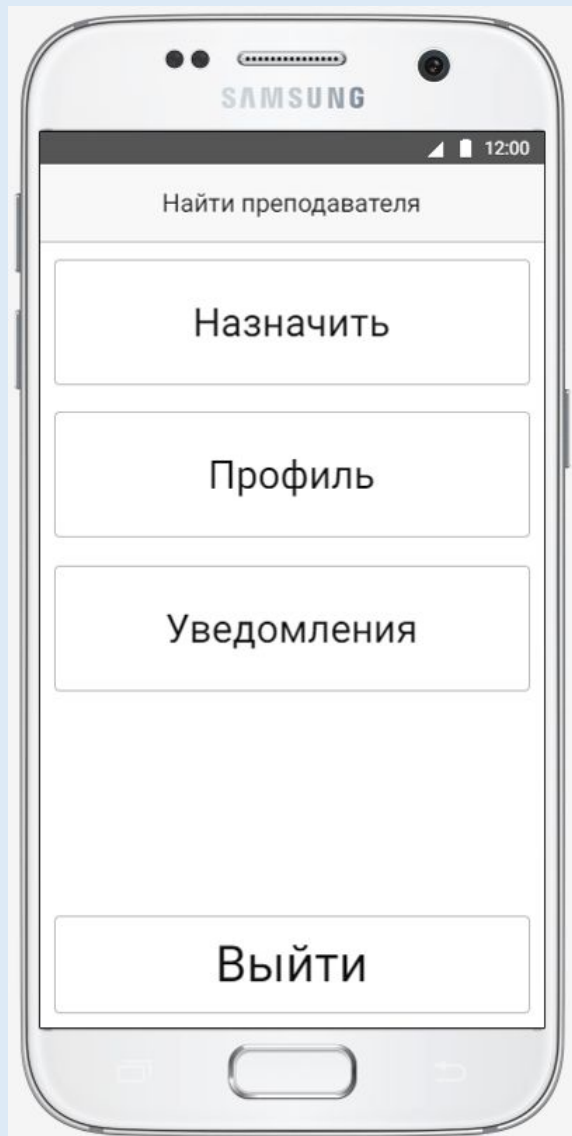 SAMSUNG
12:00
Найти преподавателя
Назначить
Профиль
Уведомления
Выйти